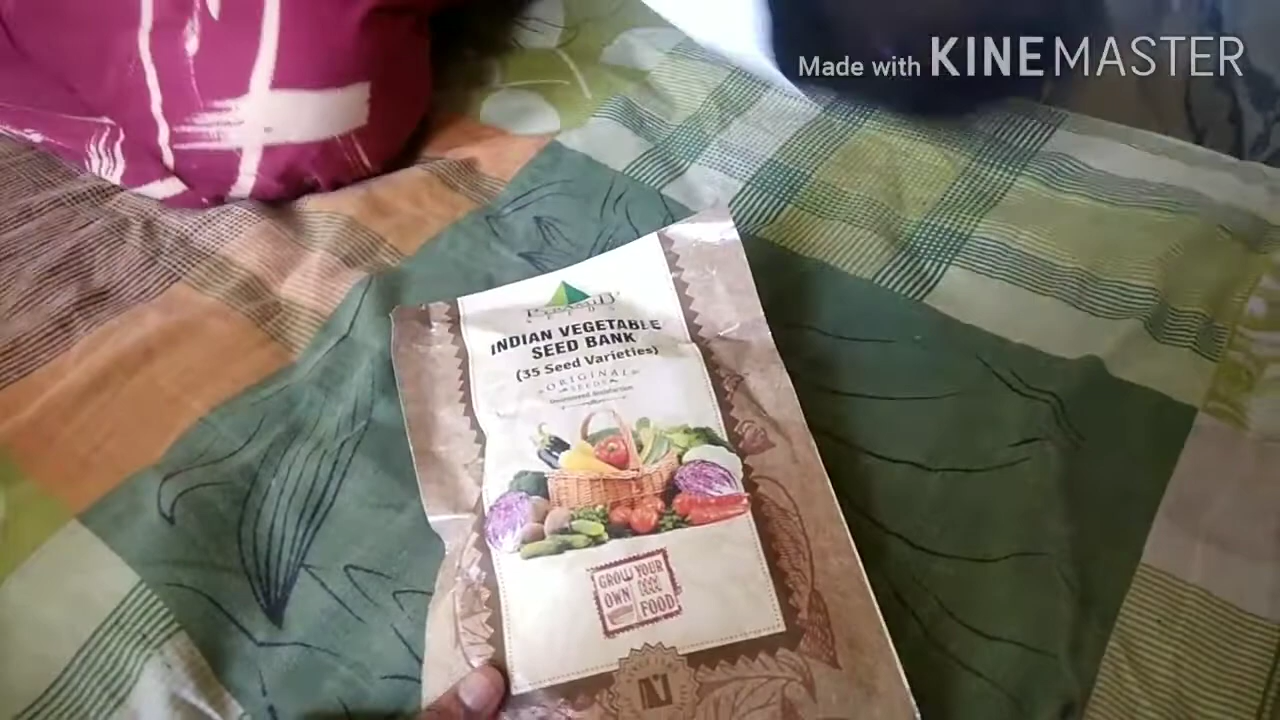 Made with KINEMASTER
INDIAN VEGETABLE
SEED BANK
(35 Seed Varieties)
ORIGINAL
SEEDS
GROW YOUR
OWN FOOD